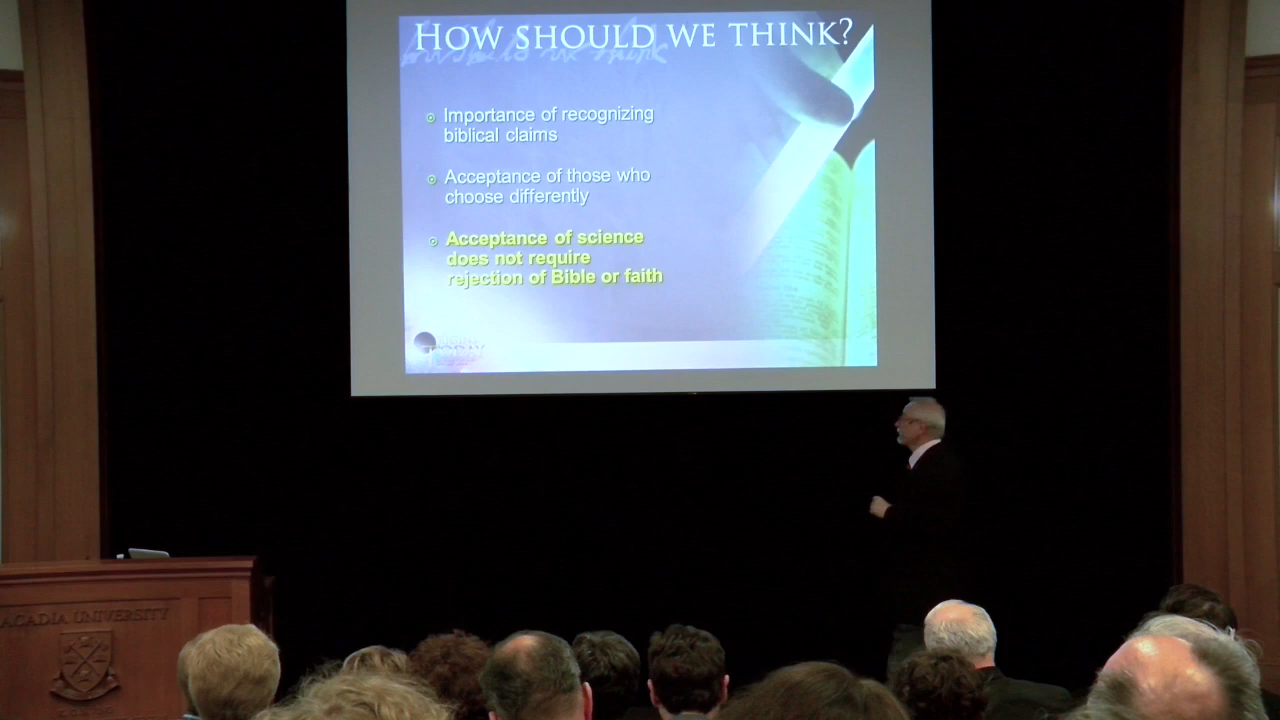 HOW SHOULD WE THINK?
Importance of recognizing
biblical claims
Acceptance of those who
choose differently
Acceptance of science
does not require
rejection of Bible or faith
TODAY
ACADIA UNIVERSITY